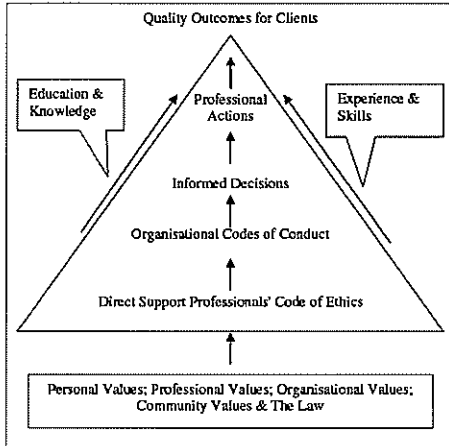 Quality Outcomes for Clients
Education &
Knowledge
Experience &
Skills
Professional
Actions
Informed Decisions
Organisational Codes of Conduct
Direct Support Professionals' Code of Ethics
Personal Values; Professional Values; Organisational Values;
Community Values & The Law